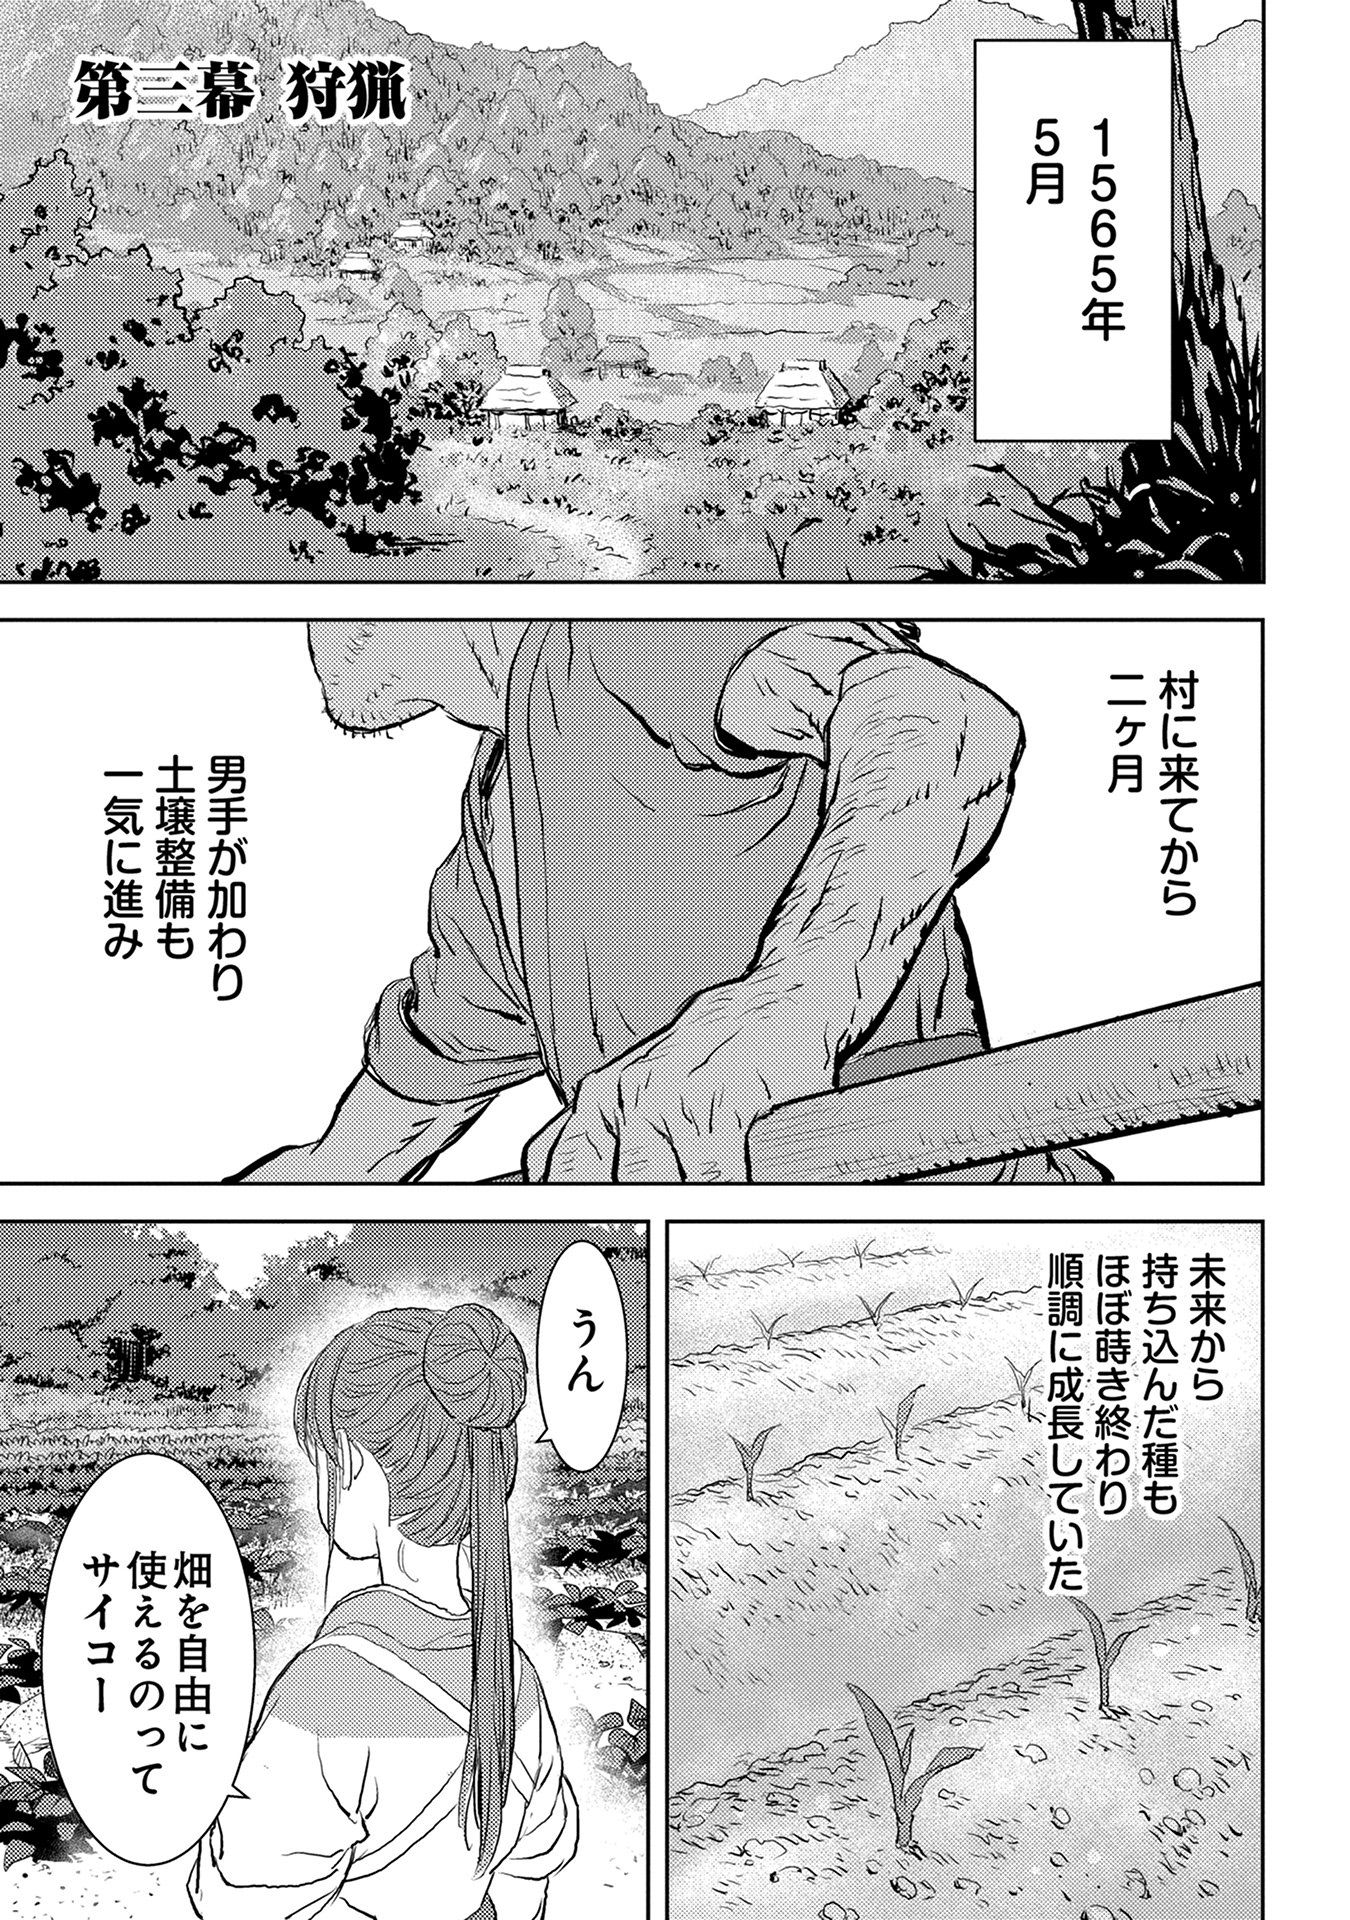 第三幕 狩猟
1565年
5月
村に来てから
二ヶ月
男手が加わり
土壌整備も
一気に進み
未来から
持ち込んだ種も
ほぼ蒔き終わり
順調に成長していた
うん
畑を自由に
使えるのって
サイコー